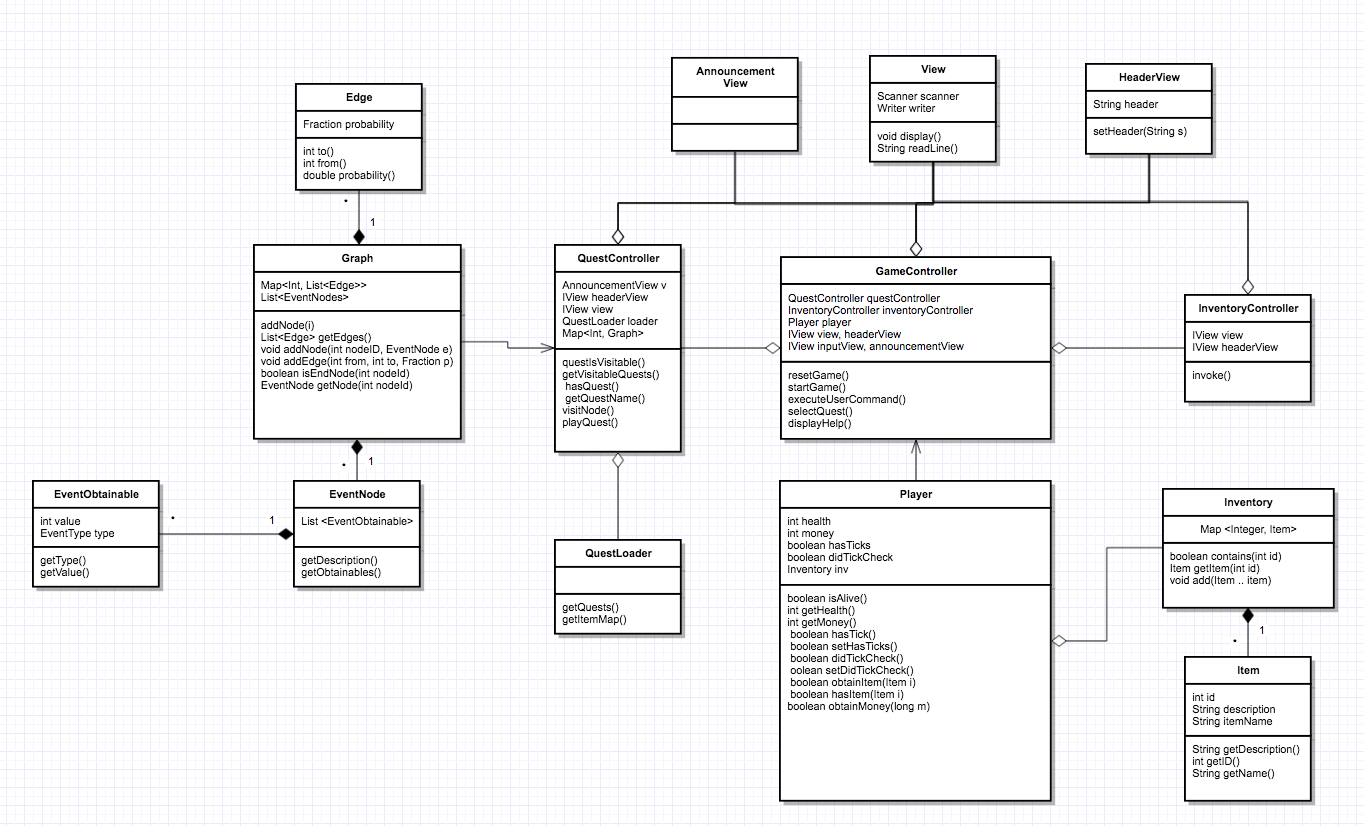 Announcement
View
View
Scanner scanner
Writer writer
void display()
String readLine()
HeaderView
String header
setHeader(String s)
Edge
Fraction probability
int to()
int from()
double probability()
*
1
Graph
Map<Int, List<Edge>>
List<EventNodes>
addNode(i)
List<Edge> getEdges()
void addNode(int nodeID, EventNode e)
void addEdge(int from, int to, Fraction p)
boolean isEndNode(int nodeId)
EventNode getNode(int nodeId)
QuestController
AnnouncementView v
IView headerView
IView view
QuestLoader loader
Map<Int, Graph>
questIsVisitable()
getVisitableQuests()
hasQuest()
getQuestName()
visitNode()
playQuest()
GameController
QuestController questController
InventoryController inventoryController
Player player
IView view, headerView
IView inputView, announcementView
resetGame()
startGame()
executeUserCommand()
selectQuest()
displayHelp()
InventoryController
IView view
IView headerView
invoke()
*
1
EventObtainable
int value
EventType type
getType()
getValue()
*
1
EventNode
List <EventObtainable>
getDescription()
getObtainables()
QuestLoader
getQuests()
getItemMap()
Player
int health
int money
boolean hasTicks
boolean didTickCheck
Inventory inv
boolean isAlive()
int getHealth()
int getMoney()
boolean hasTick()
boolean setHasTicks()
boolean didTickCheck()
oolean setDidTickCheck()
boolean obtainItem(Item i)
boolean hasItem(Item i)
boolean obtainMoney(long m)
Inventory
Map <Integer, Item>
boolean contains(int id)
Item getItem(int id)
void add(Item .. item)
*
1
Item
int id
String description
String itemName
String getDescription()
int getID()
String getName()